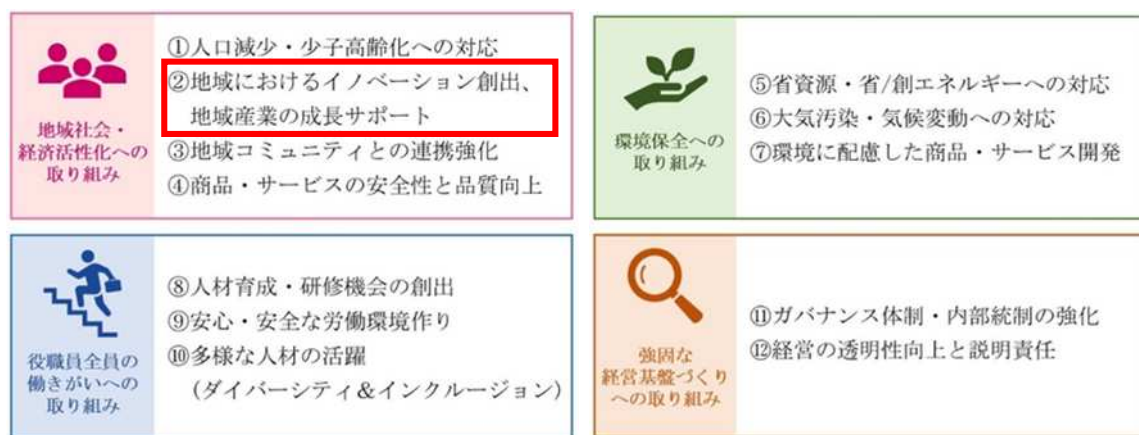 地域社会・
経済活性化への
取り組み
①人口減少・少子高齢化への対応
②地域におけるイノベーション創出、
地域産業の成長サポート
③地域コミュニティとの連携強化
④商品・サービスの安全性と品質向上
環境保全への
取り組み
⑤省資源・省/創エネルギーへの対応
⑥大気汚染・気候変動への対応
⑦環境に配慮した商品・サービス開発
役職員全員の
働きがいへの
取り組み
⑧人材育成・研修機会の創出
⑨安心・安全な労働環境作り
⑩多様な人材の活躍
(ダイバーシティ＆インクルージョン)
強固な
経営基盤づくり
への取り組み
⑪ガバナンス体制・内部統制の強化
⑫経営の透明性向上と説明責任